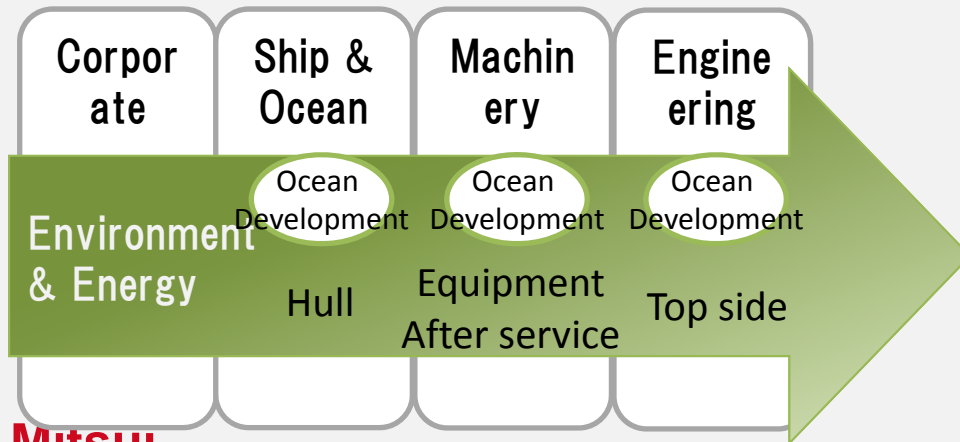 Corpor
ate
Ship &
Ocean
Machin
ery
Engine
ering
Ocean
Development
Ocean
Development
Ocean
Development
Environment
& Energy
Hull
Equipment
After service
Top side
Mitsui